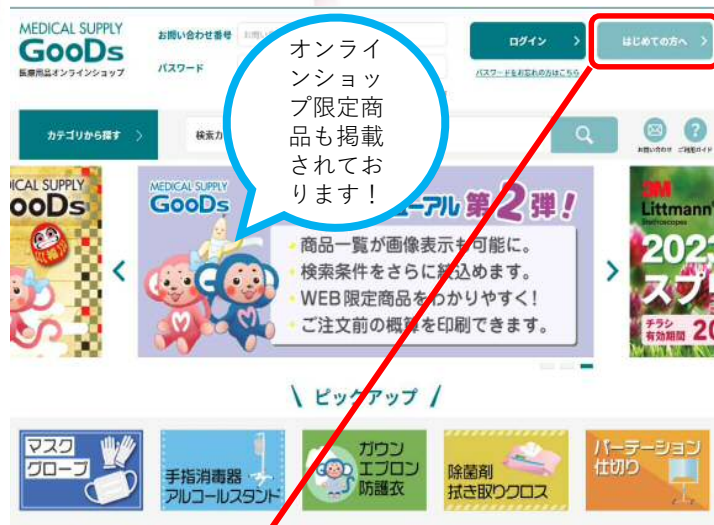 MEDICAL SUPPLY
GooDs
医療用品オンラインショップ
お問い合わせ番号
パスワード
ログイン
はじめての方へ
パスワードをお忘れの方はこちら
オンライ
ンショッ
プ限定商
品も掲載
されてお
ります！
カテゴリから探す
検索
お問い合わせ
ご利用ガイド
ICAL SUPPLY
ooDs
MEDICAL SUPPLY
GooDs
ューアル 第2弾！
商品一覧が画像表示も可能に。
検索条件をさらに絞込めます。
WEB限定商品をわかりやすく！
ご注文前の概算を印刷できます。
3M
Littmann
Stethoscopes
202
スプ
チラシ
有効期間 20
\ ピックアップ /
マスク
グローブ
手指消毒器
アルコールスタンド
ガウン
エプロン
防護衣
除菌剤
拭き取りクロス
パーテーション
仕切り